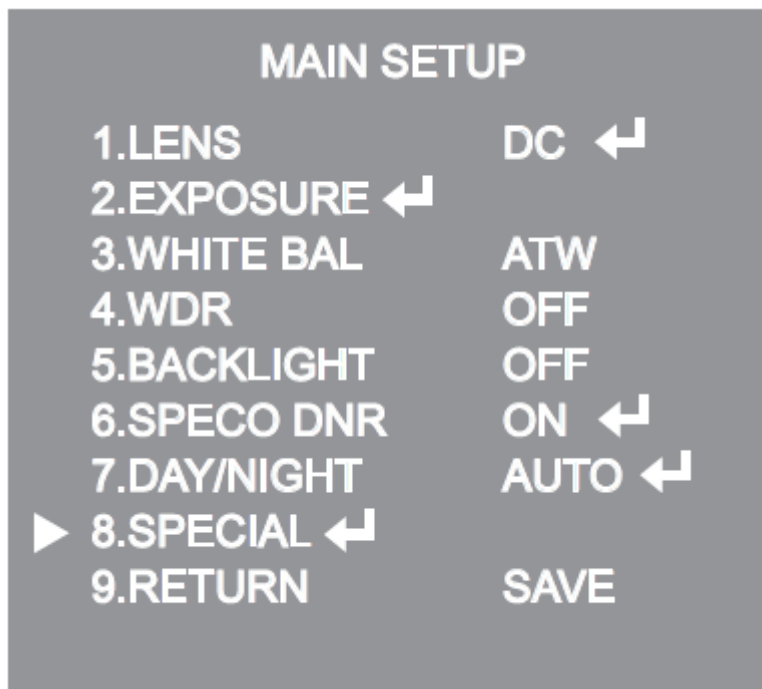 MAIN SETUP
1.LENS DC ↵
2.EXPOSURE ↵
3.WHITE BAL ATW
4.WDR OFF
5.BACKLIGHT OFF
6.SPECO DNR ON ↵
7.DAY/NIGHT AUTO ↵
▶ 8.SPECIAL ↵
9.RETURN SAVE